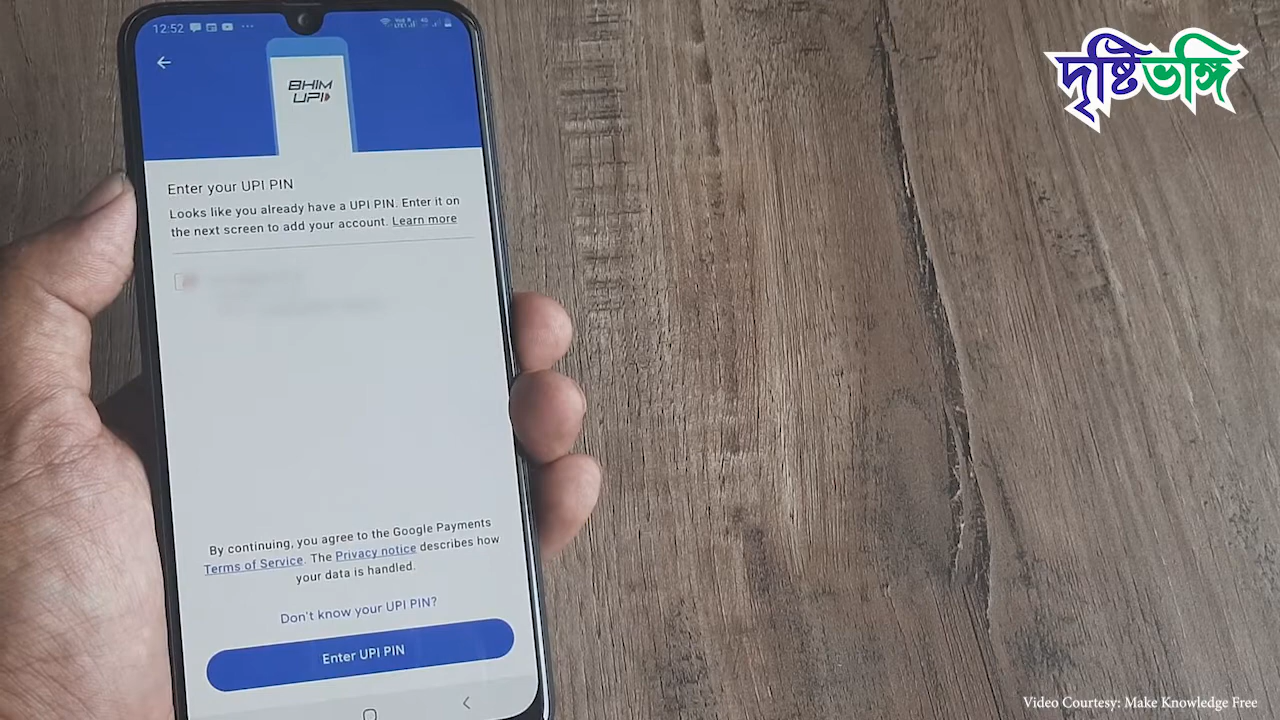 12:52
BHIM
UPI
Enter your UPI PIN
Looks like you already have a UPI PIN. Enter it on
the next screen to add your account. Learn more
By continuing, you agree to the Google Payments
Terms of Service. The Privacy notice describes how
your data is handled.
Don't know your UPI PIN?
Enter UPI PIN
দৃষ্টিভঙ্গি
Video Courtesy: Make Knowledge Free